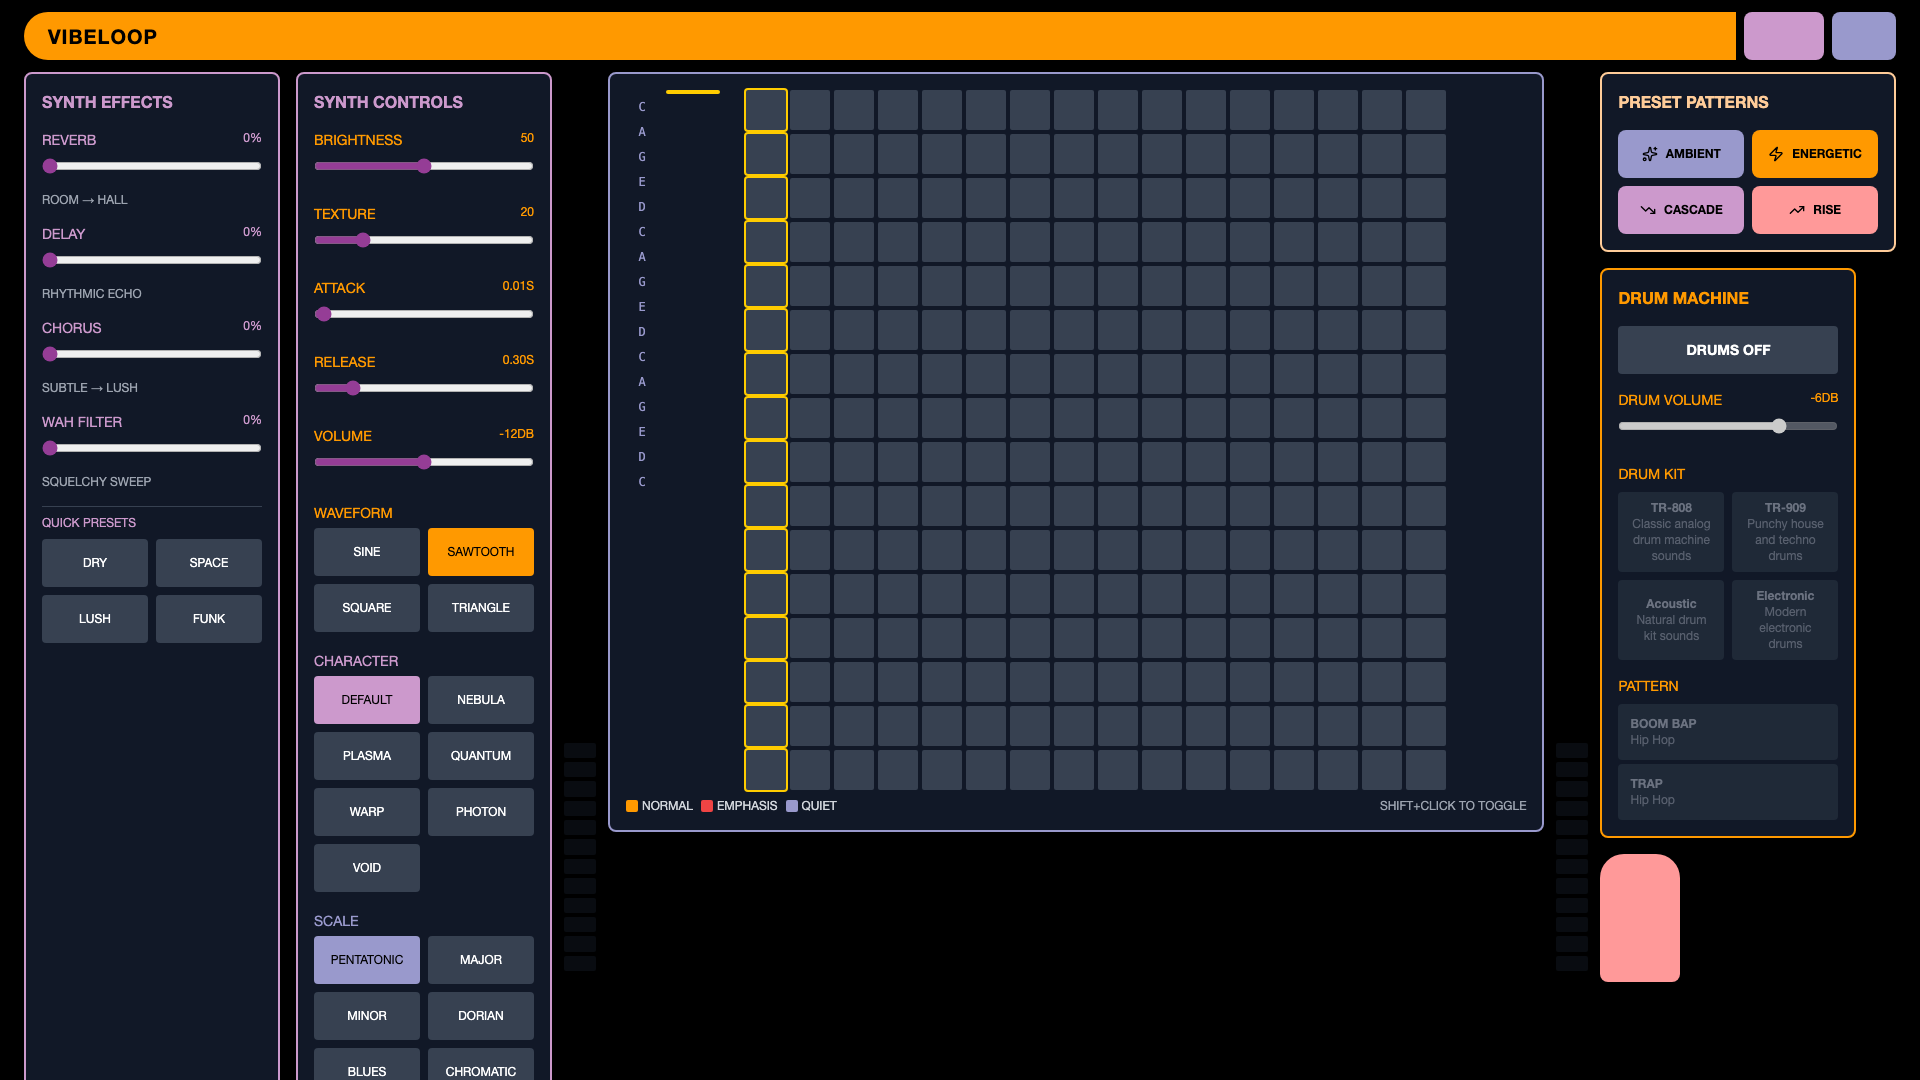 VIBELOOP
SYNTH EFFECTS
REVERB 0%
ROOM → HALL
DELAY 0%
RHYTHMIC ECHO
CHORUS 0%
SUBTLE → LUSH
WAH FILTER 0%
SQUELCHY SWEEP
QUICK PRESETS
DRY SPACE
LUSH FUNK
SYNTH CONTROLS
BRIGHTNESS 50
TEXTURE 20
ATTACK 0.01S
RELEASE 0.30S
VOLUME -12DB
WAVEFORM
SINE SAWTOOTH
SQUARE TRIANGLE
CHARACTER
DEFAULT NEBULA
PLASMA QUANTUM
WARP PHOTON
VOID
SCALE
PENTATONIC MAJOR
MINOR DORIAN
BLUES CHROMATIC
C
A
G
E
D
C
A
G
E
D
C
A
G
E
D
C
NORMAL EMPHASIS QUIET SHIFT+CLICK TO TOGGLE
PRESET PATTERNS
AMBIENT ENERGETIC
CASCADE RISE
DRUM MACHINE
DRUMS OFF
DRUM VOLUME -6DB
DRUM KIT
TR-808
Classic analog
drum machine
sounds
TR-909
Punchy house
and techno
drums
Acoustic
Natural drum
kit sounds
Electronic
Modern
electronic
drums
PATTERN
BOOM BAP
Hip Hop
TRAP
Hip Hop